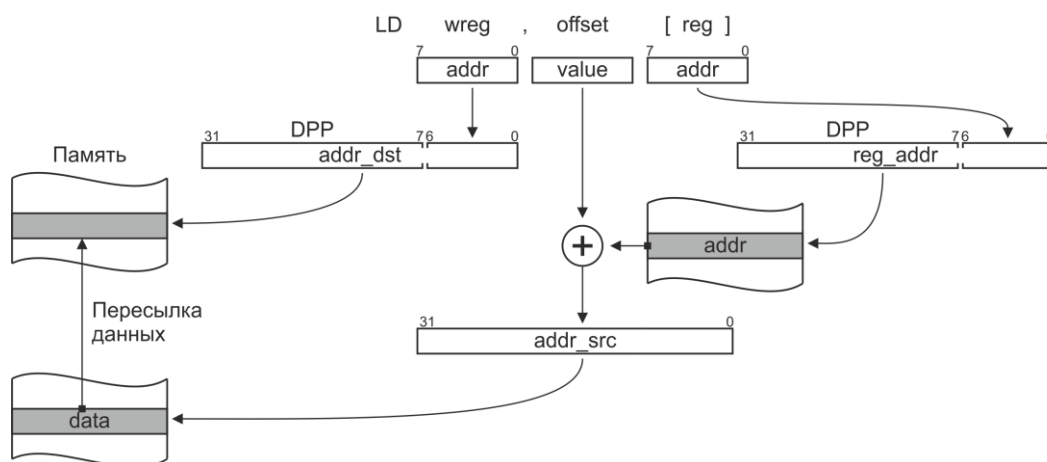 LD wreg , offset [ reg ]
7 0 7 0
addr value addr
DPP DPP
31 7 6 0 31 7 6
addr_dst reg_addr
Память
addr
+
Пересылка
данных
31 0
addr_src
data